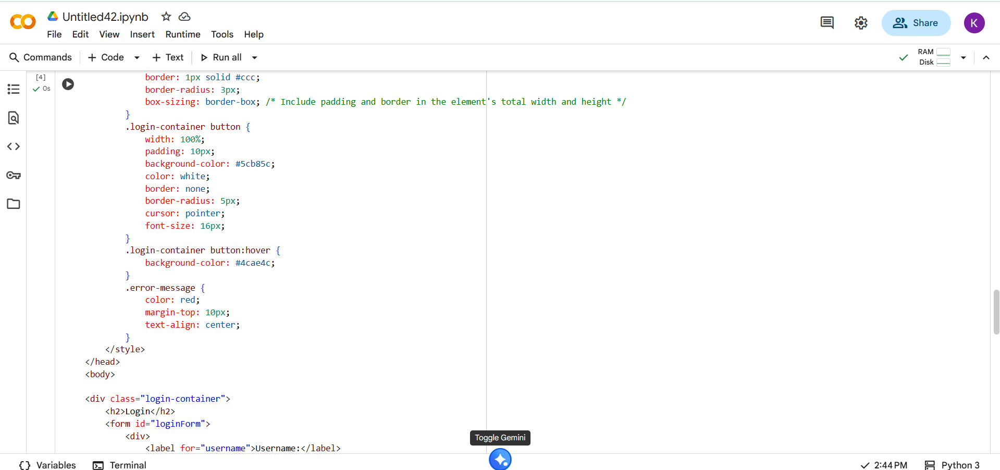 Untitled42.ipynb
File Edit View Insert Runtime Tools Help
Share
K
Commands + Code + Text Run all
RAM
Disk
[4]
0s
border: 1px solid #ccc;
border-radius: 3px;
box-sizing: border-box; /* Include padding and border in the element's total width and height */
}
.login-container button {
width: 100%;
padding: 10px;
background-color: #5cb85c;
color: white;
border: none;
border-radius: 5px;
cursor: pointer;
font-size: 16px;
}
.login-container button:hover {
background-color: #4cae4c;
}
.error-message {
color: red;
margin-top: 10px;
text-align: center;
}
</style>
</head>
<body>
<div class="login-container">
<h2>Login</h2>
<form id="loginForm">
<div>
<label for="username">Username:</label>
Toggle Gemini
Variables Terminal
2:44 PM Python 3